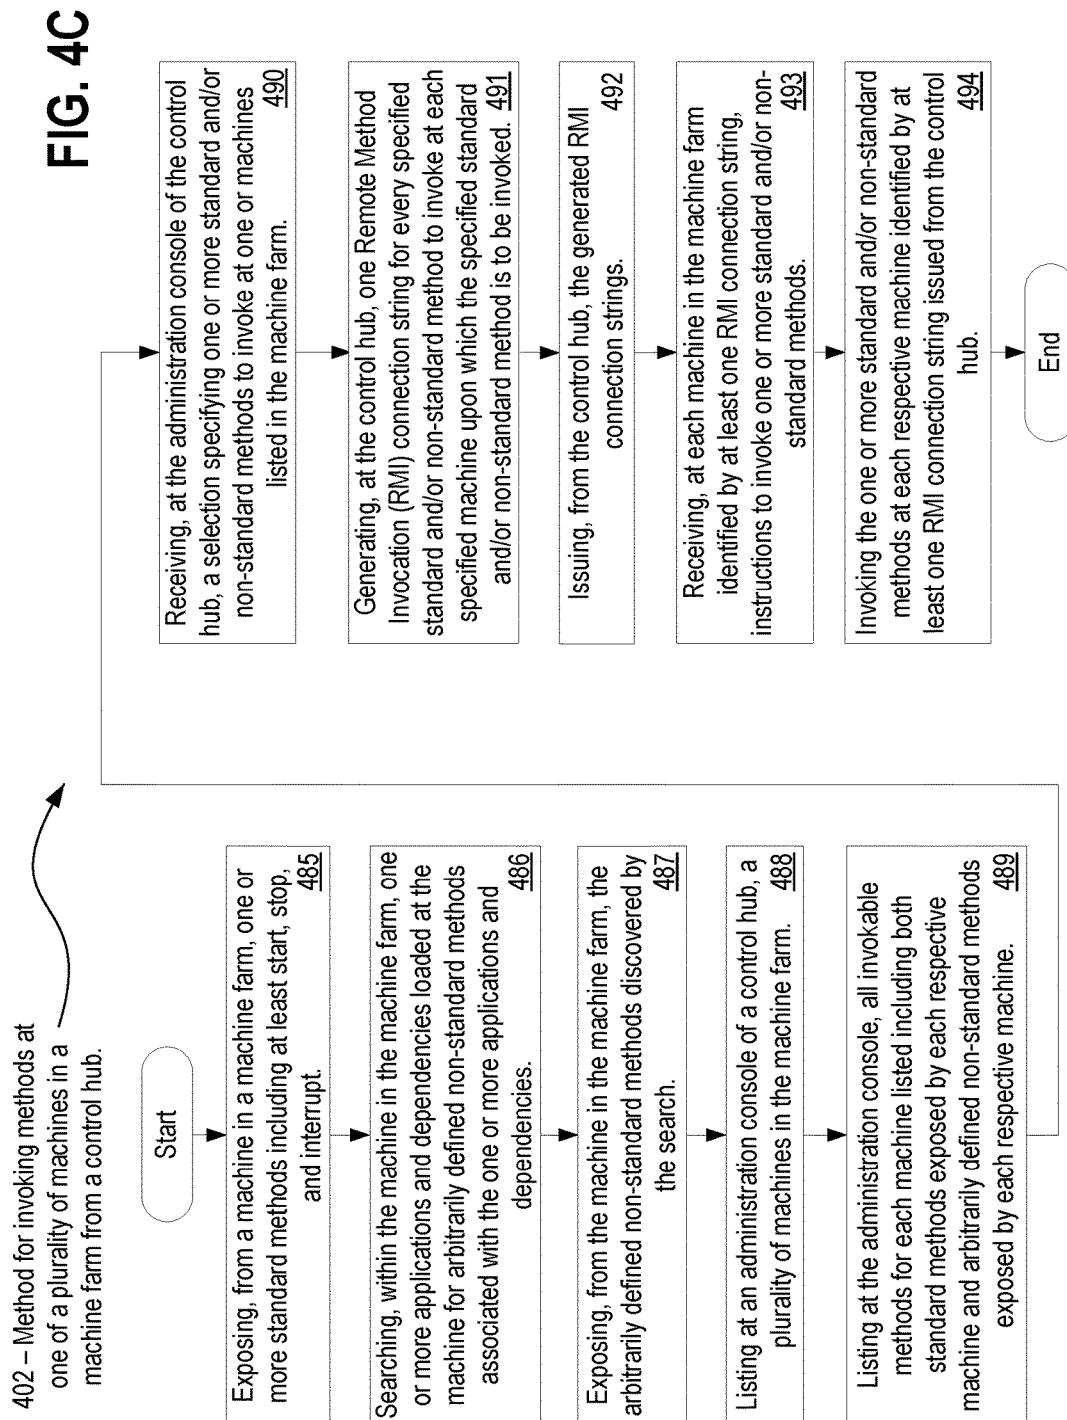 FIG. 4C
402 – Method for invoking methods at
one of a plurality of machines in a
machine farm from a control hub.
Start
Exposing, from a machine in a machine farm, one or
more standard methods including at least start, stop,
and interrupt. 485
Searching, within the machine in the machine farm, one
or more applications and dependencies loaded at the
machine for arbitrarily defined non-standard methods
associated with the one or more applications and
dependencies. 486
Exposing, from the machine in the machine farm, the
arbitrarily defined non-standard methods discovered by
the search. 487
Listing at an administration console of a control hub, a
plurality of machines in the machine farm. 488
Listing at the administration console, all invokable
methods for each machine listed including both
standard methods exposed by each respective
machine and arbitrarily defined non-standard methods
exposed by each respective machine. 489
Receiving, at the administration console of the control
hub, a selection specifying one or more standard and/or
non-standard methods to invoke at one or machines
listed in the machine farm. 490
Generating, at the control hub, one Remote Method
Invocation (RMI) connection string for every specified
standard and/or non-standard method to invoke at each
specified machine upon which the specified standard
and/or non-standard method is to be invoked. 491
Issuing, from the control hub, the generated RMI
connection strings. 492
Receiving, at each machine in the machine farm
identified by at least one RMI connection string,
instructions to invoke one or more standard and/or non-
standard methods. 493
Invoking the one or more standard and/or non-standard
methods at each respective machine identified by at
least one RMI connection string issued from the control
hub. 494
End